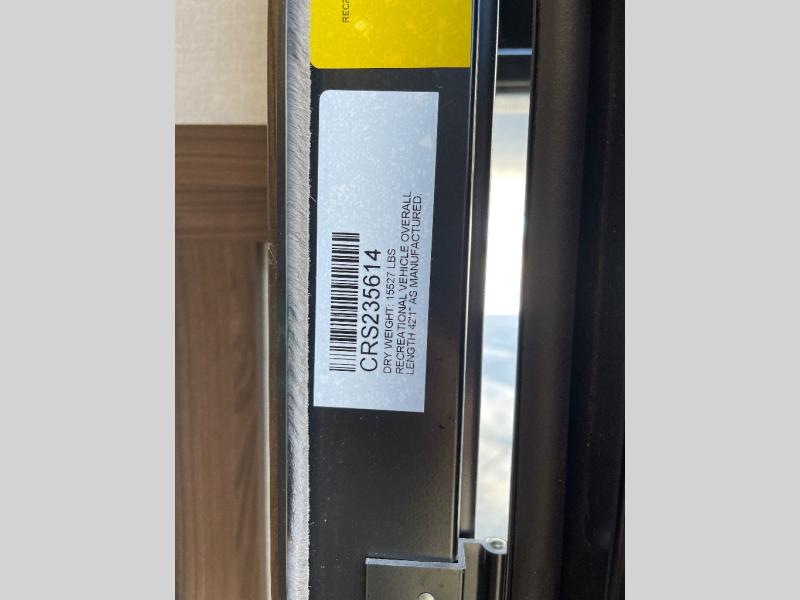 CRS235614
DRY WEIGHT: 15527 LBS
RECREATIONAL VEHICLE OVERALL
LENGTH 42'1" AS MANUFACTURED.